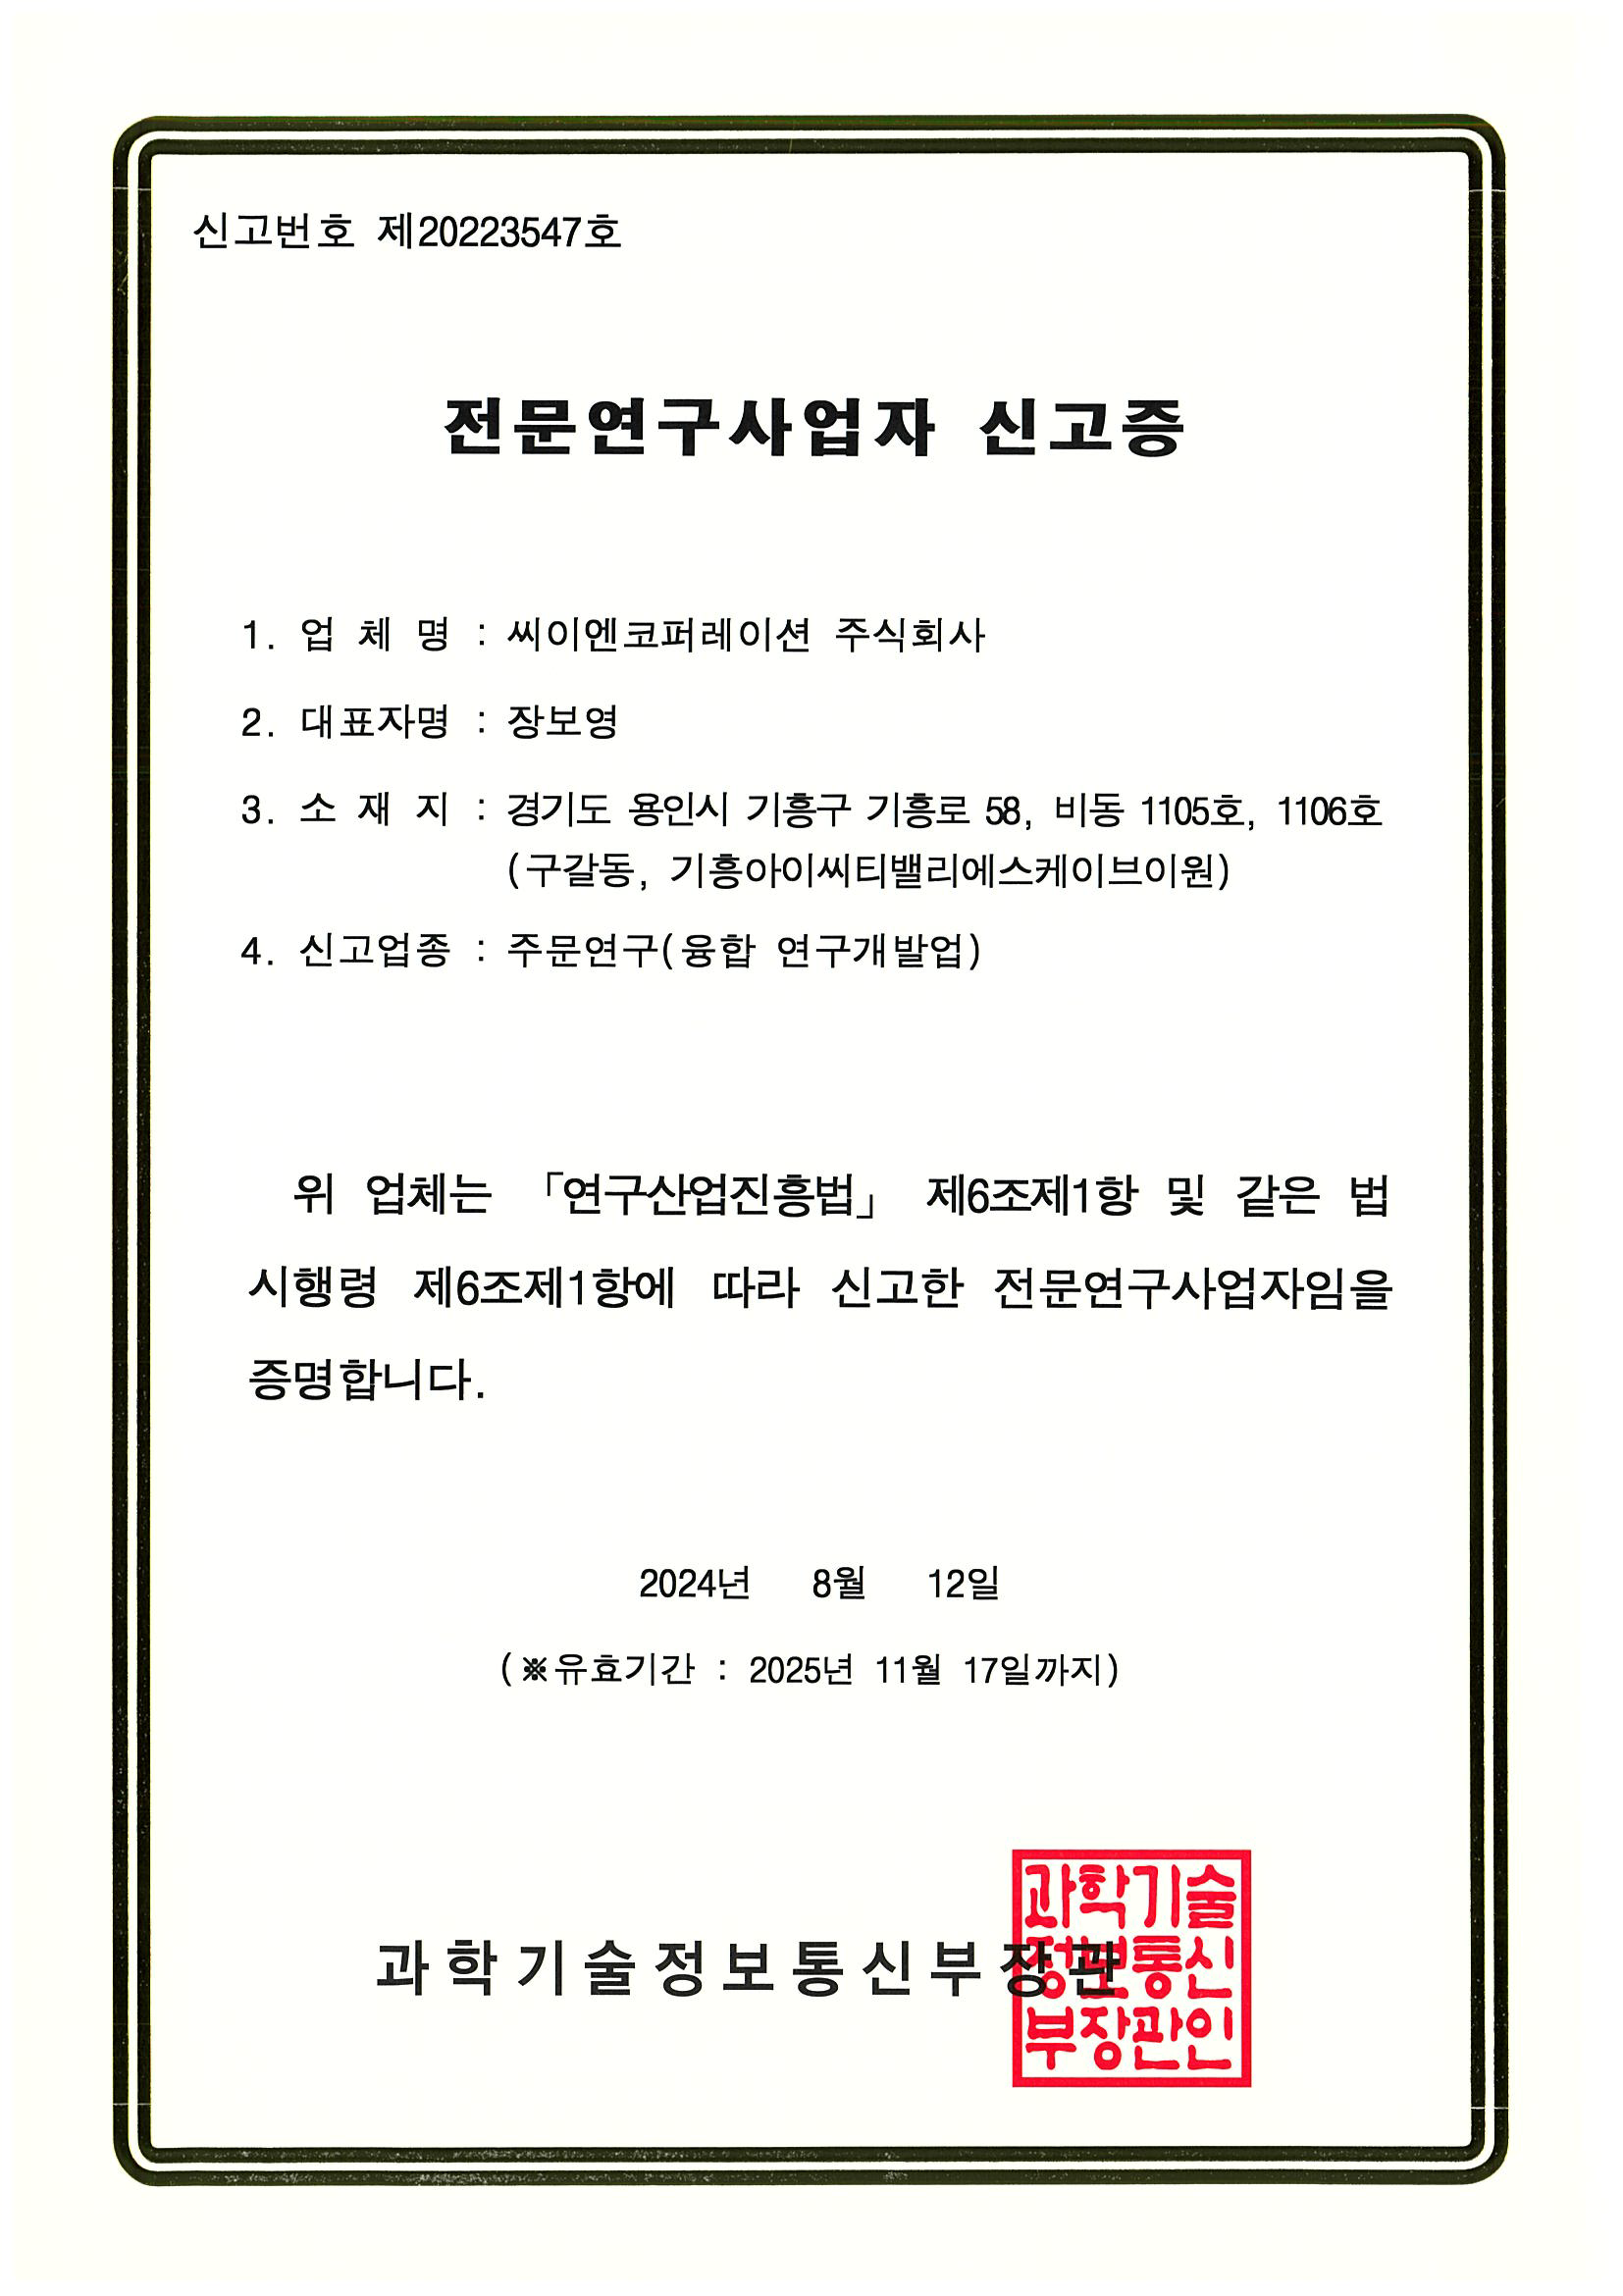 신고번호 제20223547호
전문연구사업자 신고증
1. 업 체 명 : 씨이엔코퍼레이션 주식회사
2. 대표자명 : 장보영
3. 소 재 지 : 경기도 용인시 기흥구 기흥로 58, 비동 1105호, 1106호
(구갈동, 기흥아이씨티밸리에스케이브이원)
4. 신고업종 : 주문연구(융합 연구개발업)
위 업체는 「연구산업진흥법」 제6조제1항 및 같은 법
시행령 제6조제1항에 따라 신고한 전문연구사업자임을
증명합니다.
2024년 8월 12일
(※유효기간 : 2025년 11월 17일까지)
과학기술정보통신부장관
과학기술
정보통신
부장관인